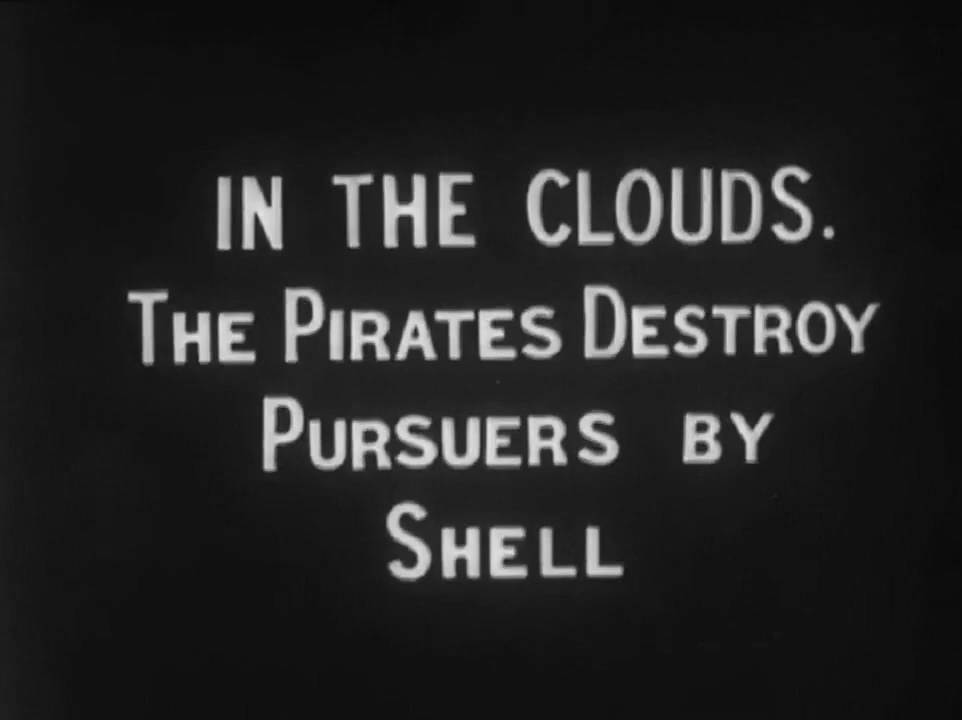 IN THE CLOUDS.
THE PIRATES DESTROY
PURSUERS BY
SHELL